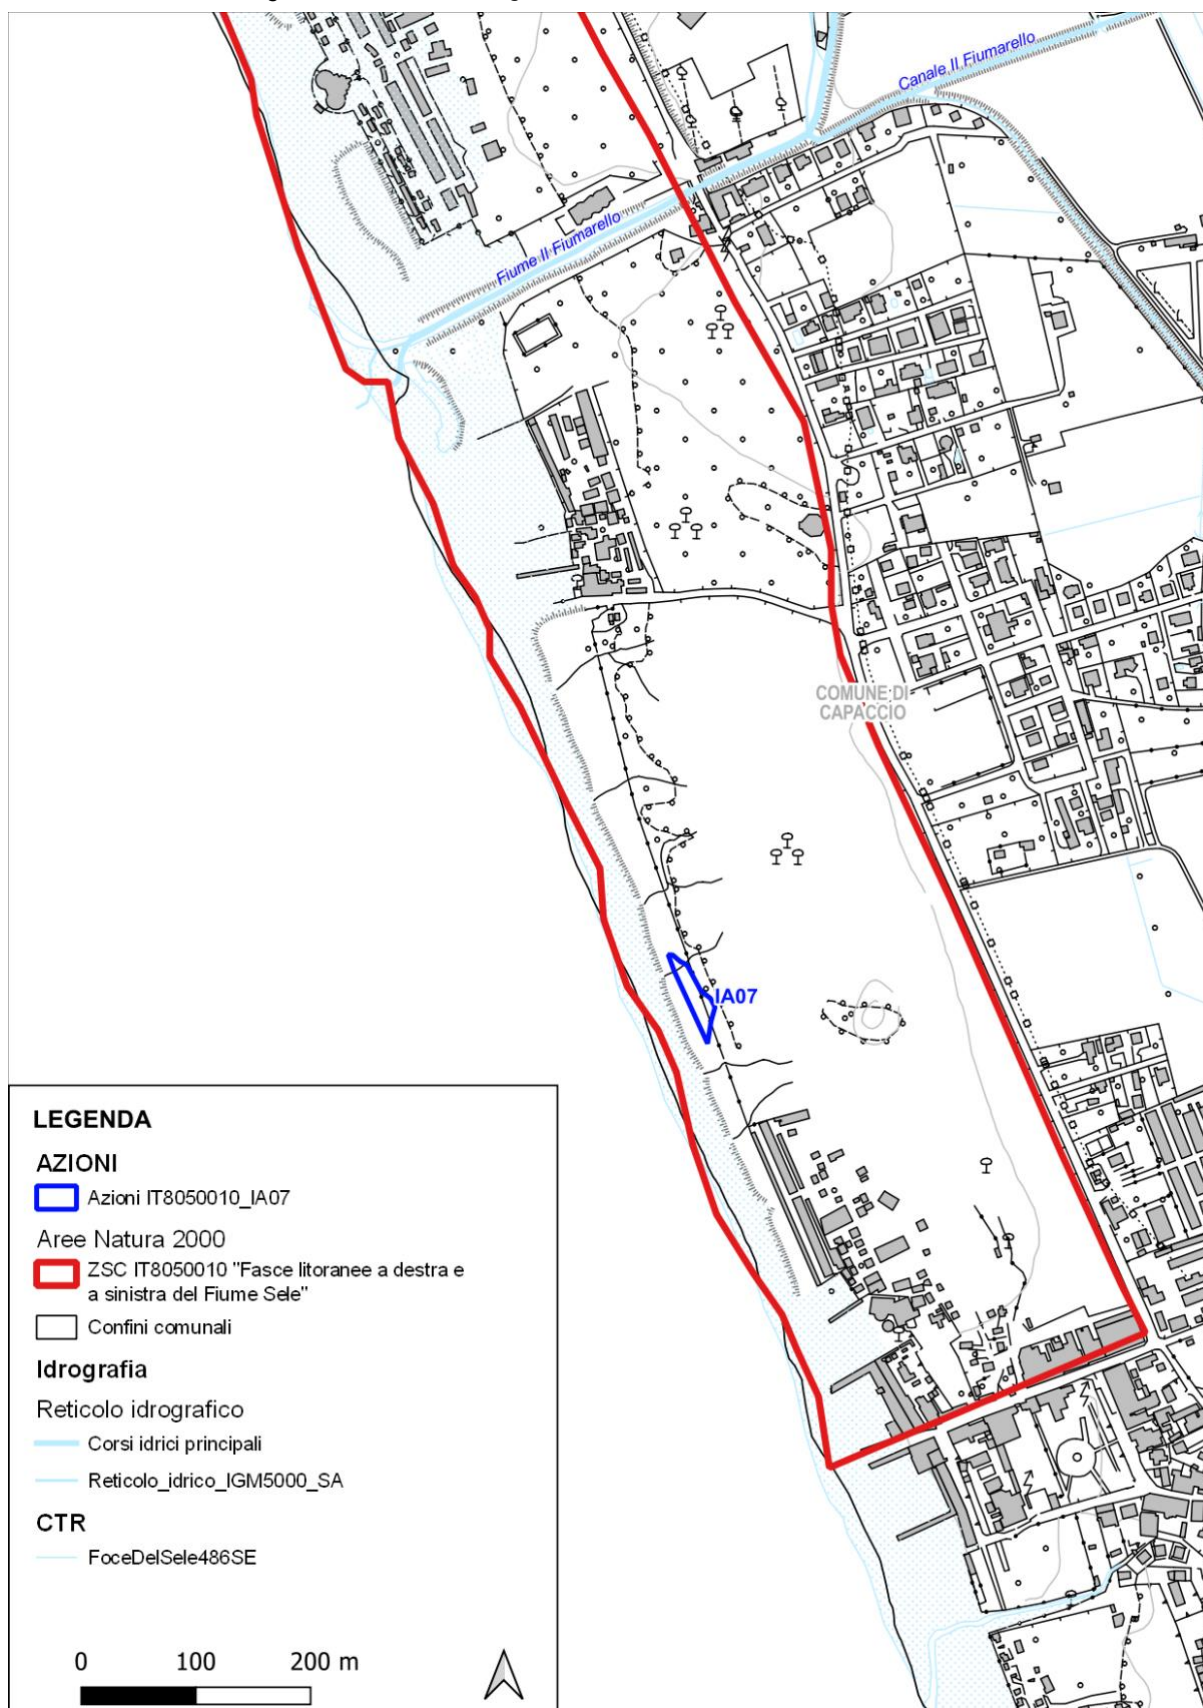 Canale Il Fiumarello
Fiume Il Fiumarello
COMUNE DI
CAPACCIO
IA07
LEGENDA
AZIONI
Azioni IT8050010_IA07
Aree Natura 2000
ZSC IT8050010 "Fasce litoranee a destra e
a sinistra del Fiume Sele"
Confini comunali
Idrografia
Reticolo idrografico
Corsi idrici principali
Reticolo_idrico_IGM5000_SA
CTR
FoceDelSele486SE
0 100 200 m